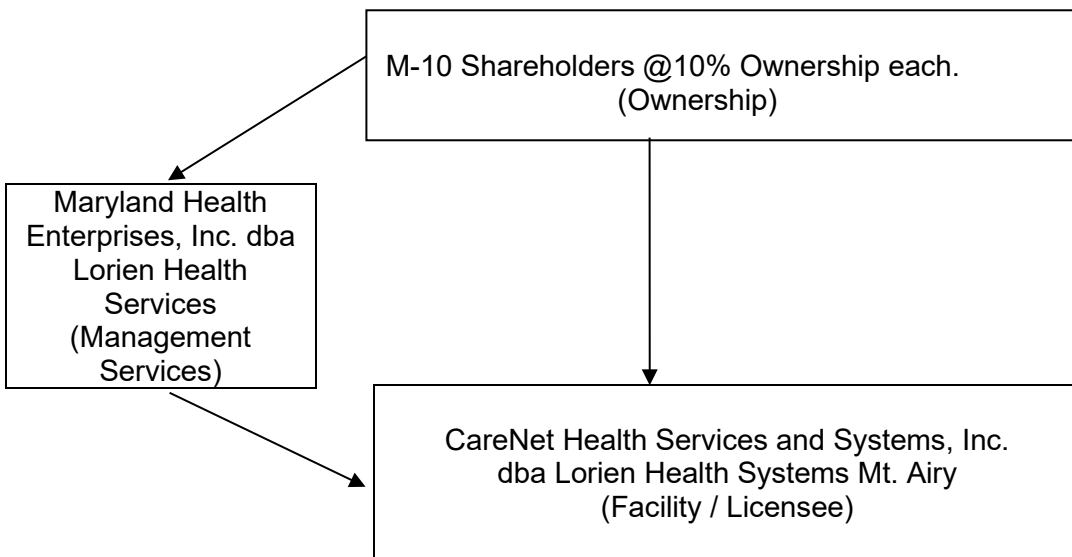 M-10 Shareholders @10% Ownership each.
(Ownership)
Maryland Health
Enterprises, Inc. dba
Lorien Health
Services
(Management
Services)
CareNet Health Services and Systems, Inc.
dba Lorien Health Systems Mt. Airy
(Facility / Licensee)